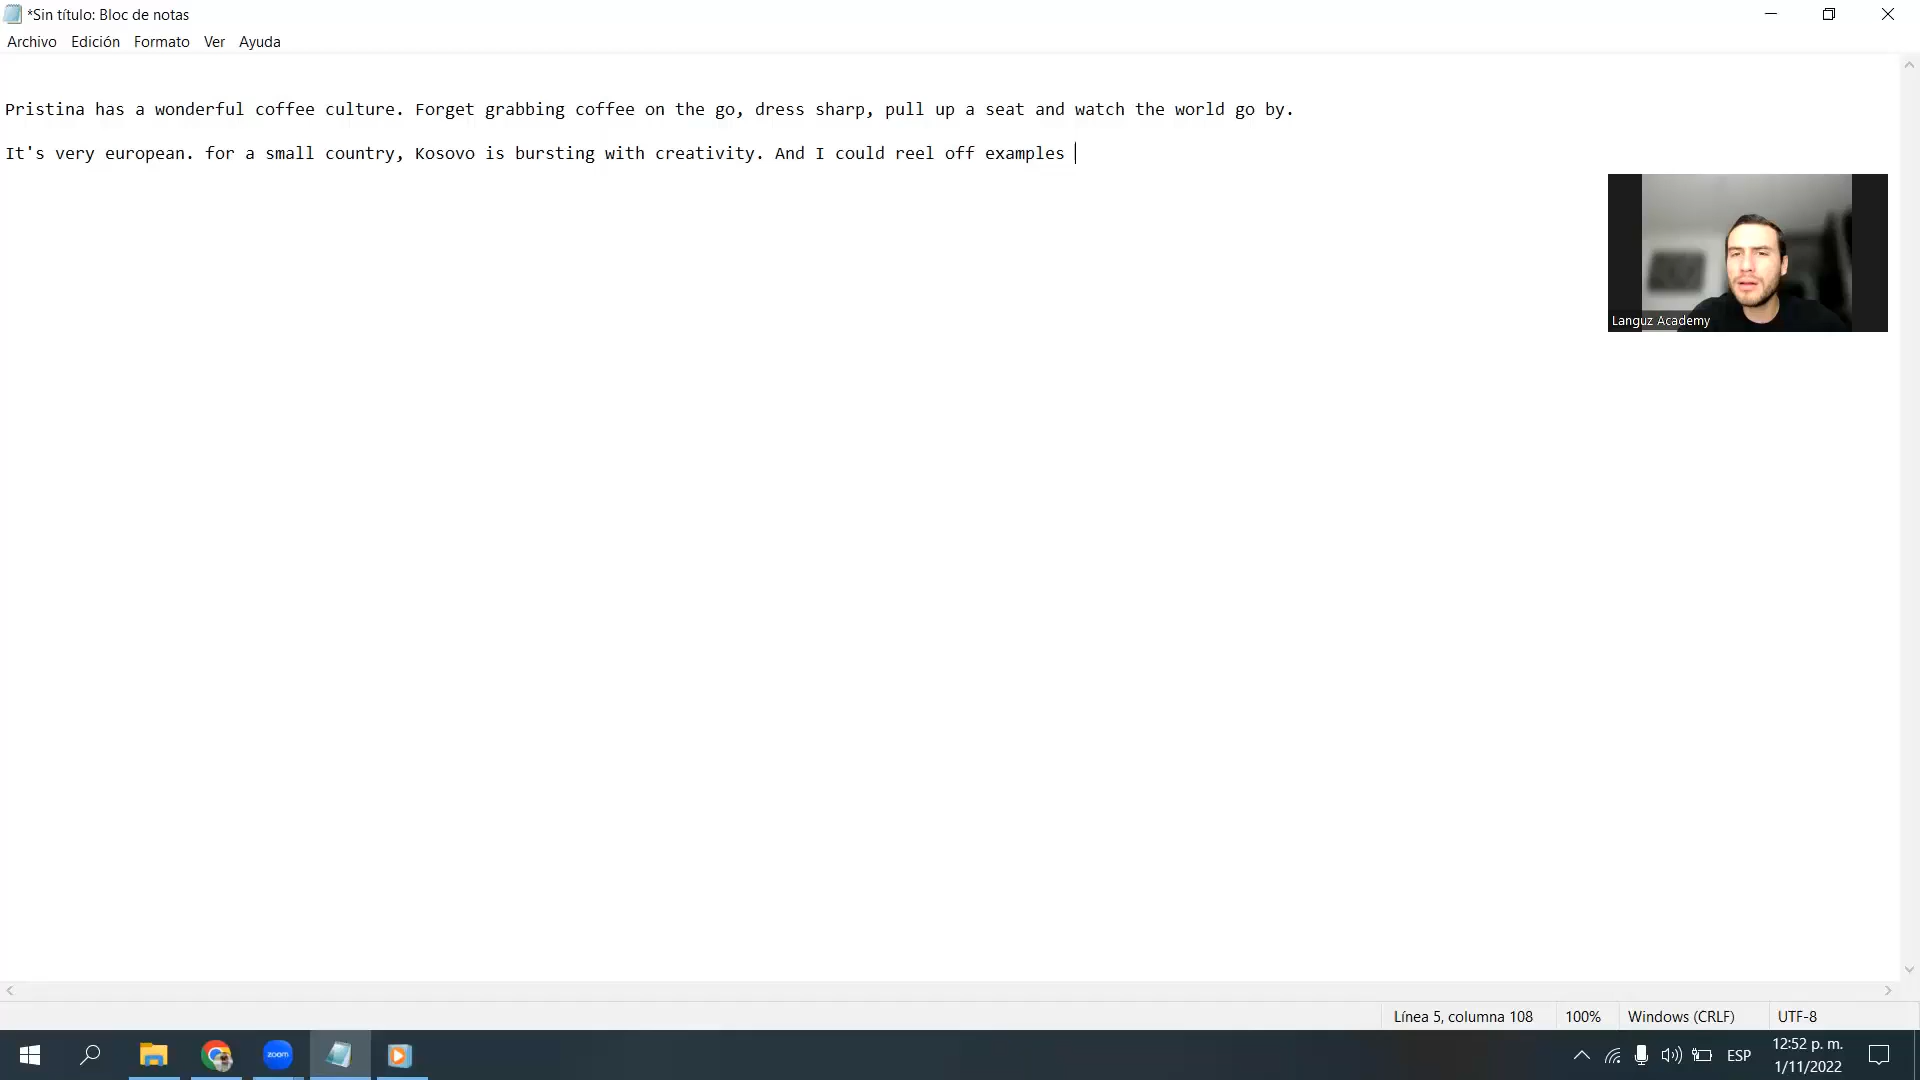 *Sin título: Bloc de notas
Archivo Edición Formato Ver Ayuda
Pristina has a wonderful coffee culture. Forget grabbing coffee on the go, dress sharp, pull up a seat and watch the world go by.
It's very european. for a small country, Kosovo is bursting with creativity. And I could reel off examples
Languz Academy
Línea 5, columna 108 100% Windows (CRLF) UTF-8
zoom
ESP
12:52 p. m.
1/11/2022